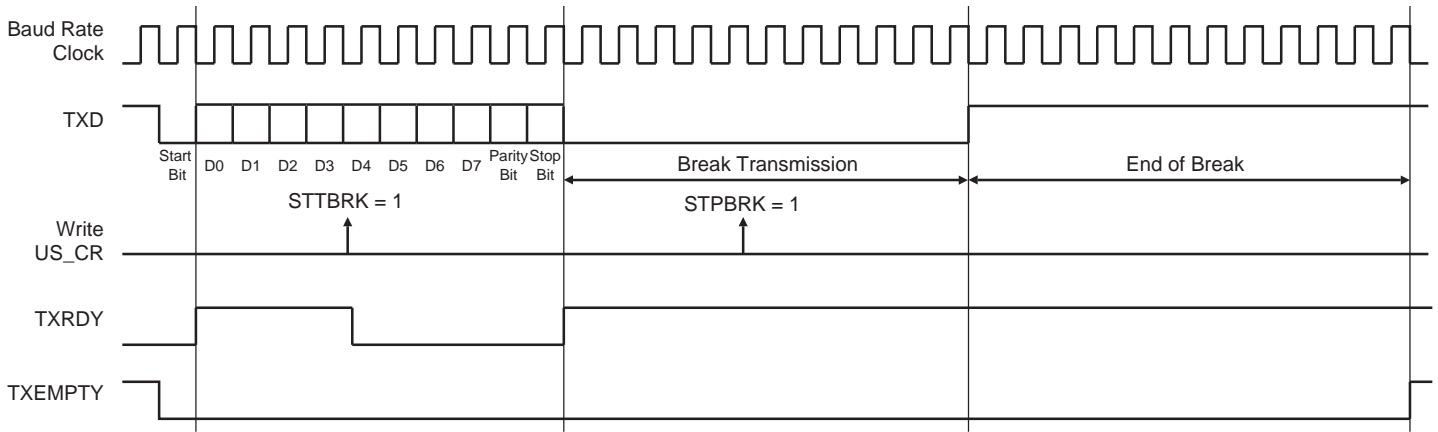 Baud Rate
Clock
TXD
Start
Bit
D0 D1 D2 D3 D4 D5 D6 D7
Parity
Bit
Stop
Bit
Break Transmission
End of Break
STTBRK = 1
STPBRK = 1
Write
US_CR
TXRDY
TXEMPTY